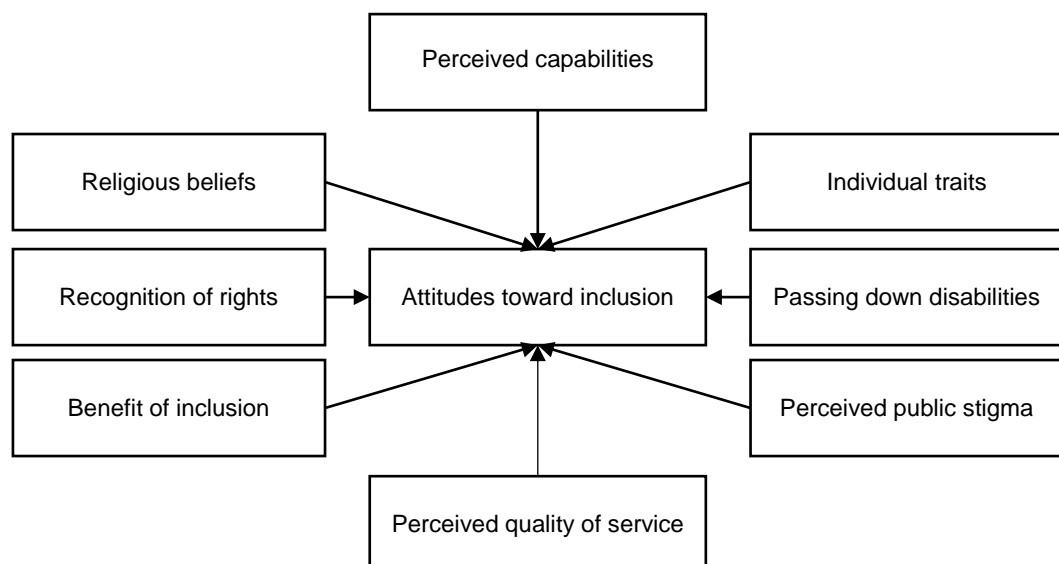 Perceived capabilities
Religious beliefs
Individual traits
Recognition of rights
Attitudes toward inclusion
Passing down disabilities
Benefit of inclusion
Perceived public stigma
Perceived quality of service